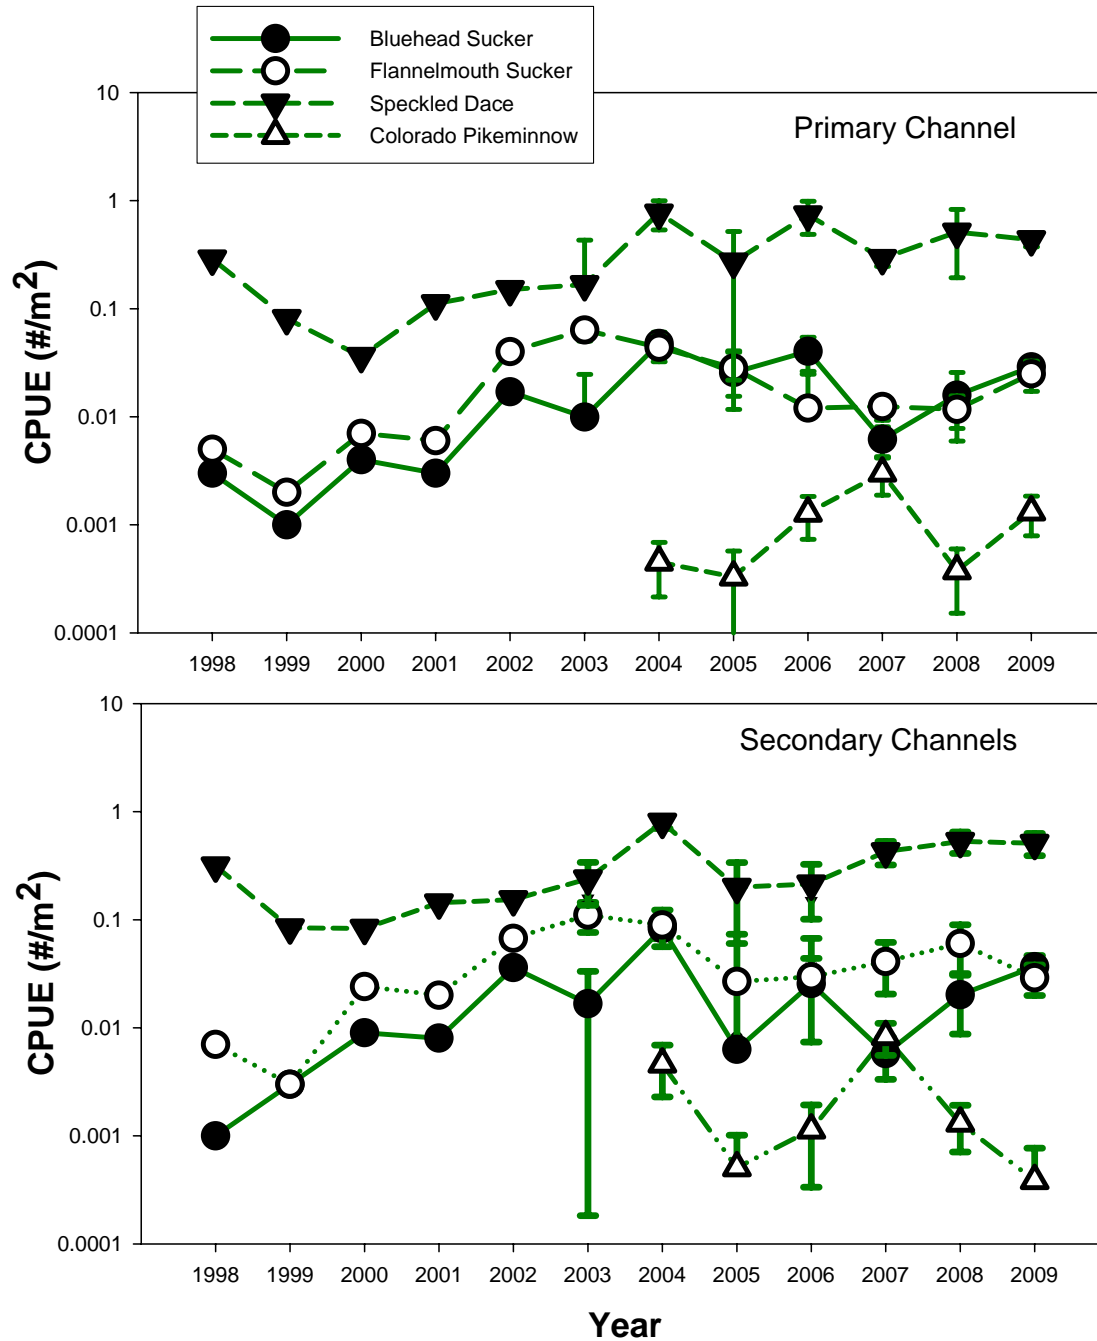 Bluehead Sucker
Flannelmouth Sucker
Speckled Dace
Colorado Pikeminnow
Primary Channel
CPUE (#/m²)
10
1
0.1
0.01
0.001
0.0001
1998 1999 2000 2001 2002 2003 2004 2005 2006 2007 2008 2009
Secondary Channels
CPUE (#/m²)
10
1
0.1
0.01
0.001
0.0001
1998 1999 2000 2001 2002 2003 2004 2005 2006 2007 2008 2009
Year